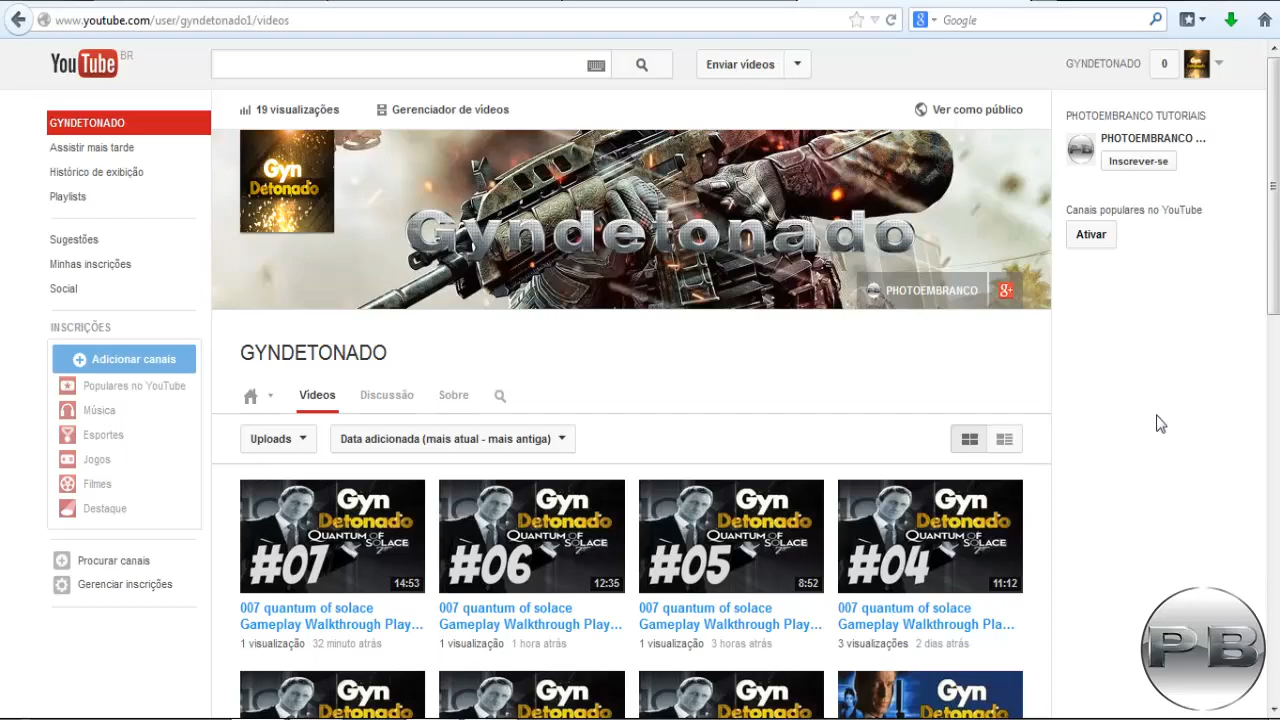 www.youtube.com/user/gyndetonado1/videos
Google
YouTube BR
Enviar vídeos
GYNDETONADO
0
GYNDETONADO
Assistir mais tarde
Histórico de exibição
Playlists
Sugestões
Minhas inscrições
Social
INSCRIÇÕES
Adicionar canais
Populares no YouTube
Música
Esportes
Jogos
Filmes
Destaque
Procurar canais
Gerenciar inscrições
19 visualizações
Gerenciador de vídeos
Ver como público
Gyn
Detonado
Gyndetonado
PHOTOEMBRANCO
g+
GYNDETONADO
Vídeos
Discussão
Sobre
Uploads
Data adicionada (mais atual - mais antiga)
Gyn
Detonado
QUANTUM OF
SOLACE
#07
14:53
007 quantum of solace
Gameplay Walkthrough Play...
1 visualização 32 minuto atrás
Gyn
Detonado
QUANTUM OF
SOLACE
#06
12:35
007 quantum of solace
Gameplay Walkthrough Play...
1 visualização 1 hora atrás
Gyn
Detonado
QUANTUM OF
SOLACE
#05
8:52
007 quantum of solace
Gameplay Walkthrough Play...
1 visualização 3 horas atrás
Gyn
Detonado
QUANTUM OF
SOLACE
#04
11:12
007 quantum of solace
Gameplay Walkthrough Pla...
3 visualizações 2 dias atrás
Gyn
Gyn
Gyn
Gyn
PHOTOEMBRANCO TUTORIAIS
PHOTOEMBRANCO ...
Inscrever-se
Canais populares no YouTube
Ativar
PB